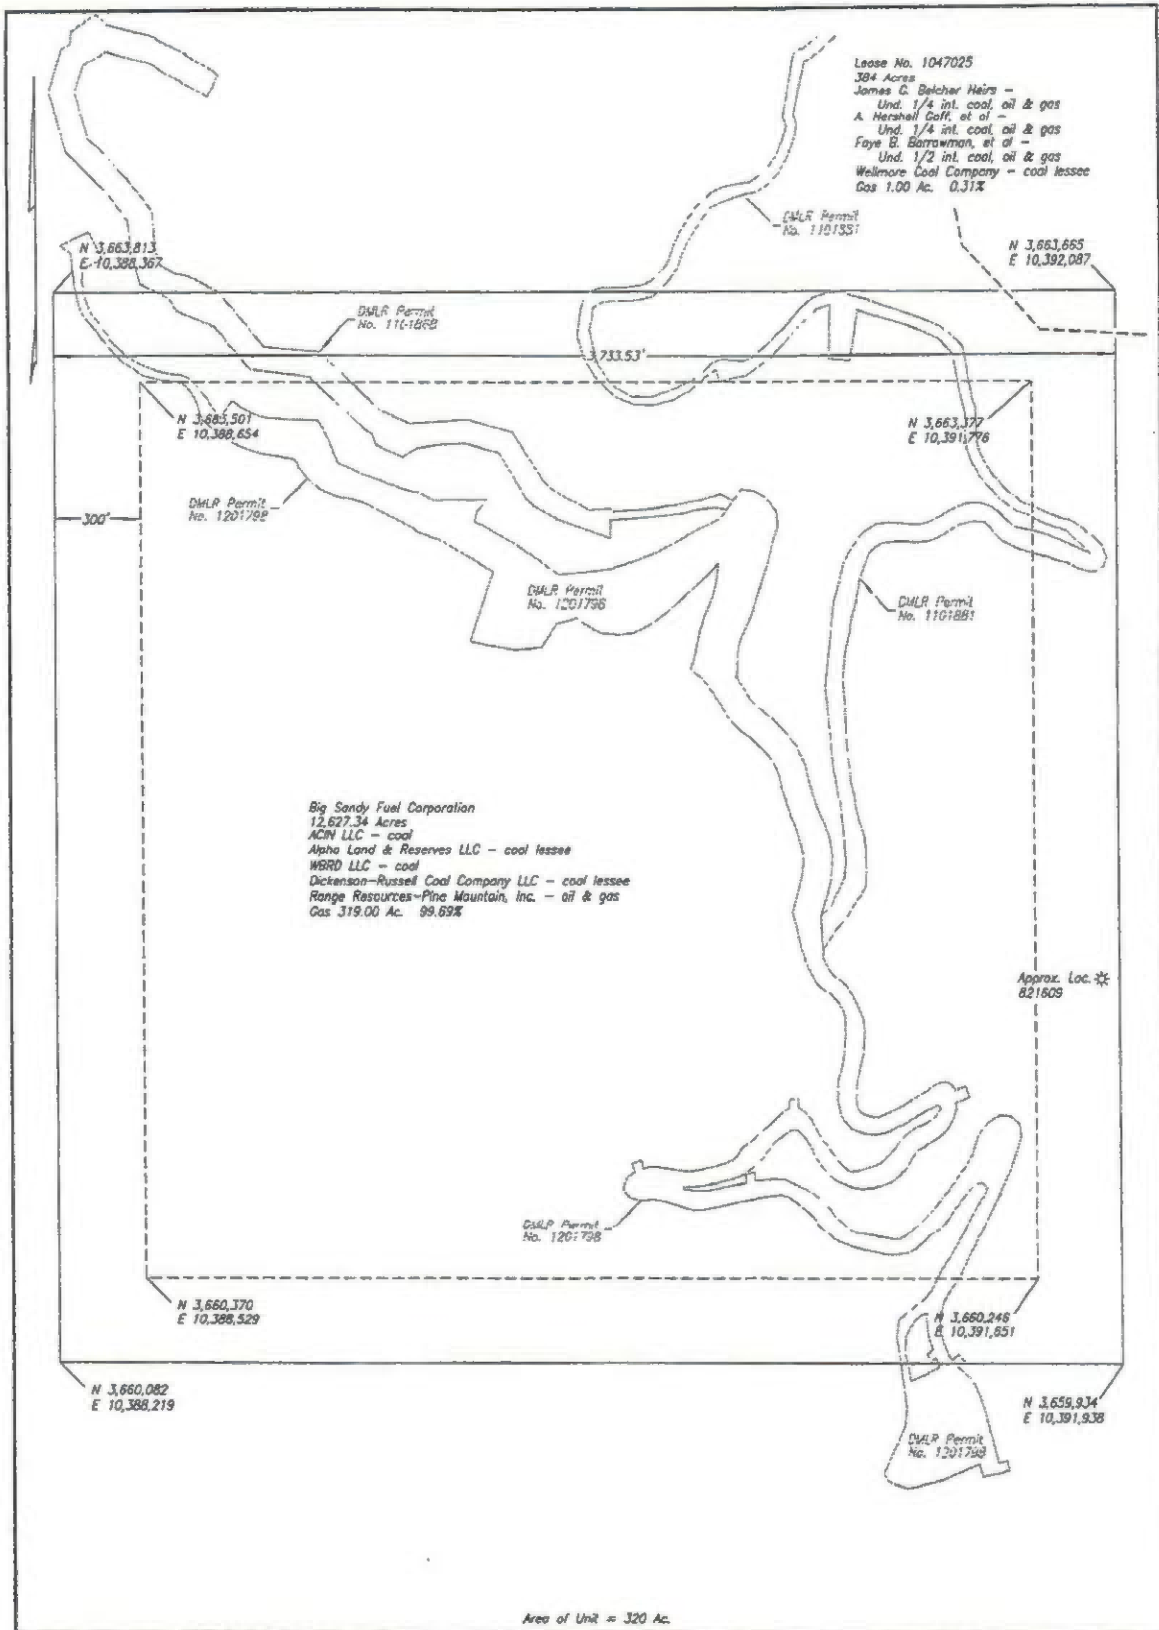 Lease No. 1047025
384 Acres
James C. Belcher Heirs –
Und. 1/4 int. coal, oil & gas
A. Hershell Goff, et al –
Und. 1/4 int. coal, oil & gas
Faye B. Barrowman, et al –
Und. 1/2 int. coal, oil & gas
Wellmore Coal Company – coal lessee
Gas 1.00 Ac. 0.31%
DMLR Permit
No.
N 3,663,813
E 10,388,367
N 3,663,665
E 10,392,087
DMLR Permit
No.
3,733.53'
N
E 10,388,654
N 3,663,377
E 10,391,776
DMLR Permit
No. 1201798
300'
DMLR Permit
No. 1201798
DMLR Permit
No.
Big Sandy Fuel Corporation
12,627.34 Acres
ACIN LLC – coal
Alpha Land & Reserves LLC – coal lessee
WBRD LLC – coal
Dickenson–Russell Coal Company LLC – coal lessee
Range Resources–Pine Mountain, Inc. – oil & gas
Gas 319.00 Ac. 99.69%
Approx. Loc.
821609
DMLR Permit
No. 1201798
N 3,660,370
E 10,388,529
N 3,660,246
E 10,391,651
N 3,660,082
E 10,388,219
N 3,659,934
E 10,391,938
DMLR Permit
No. 1201798
Area of Unit = 320 Ac.